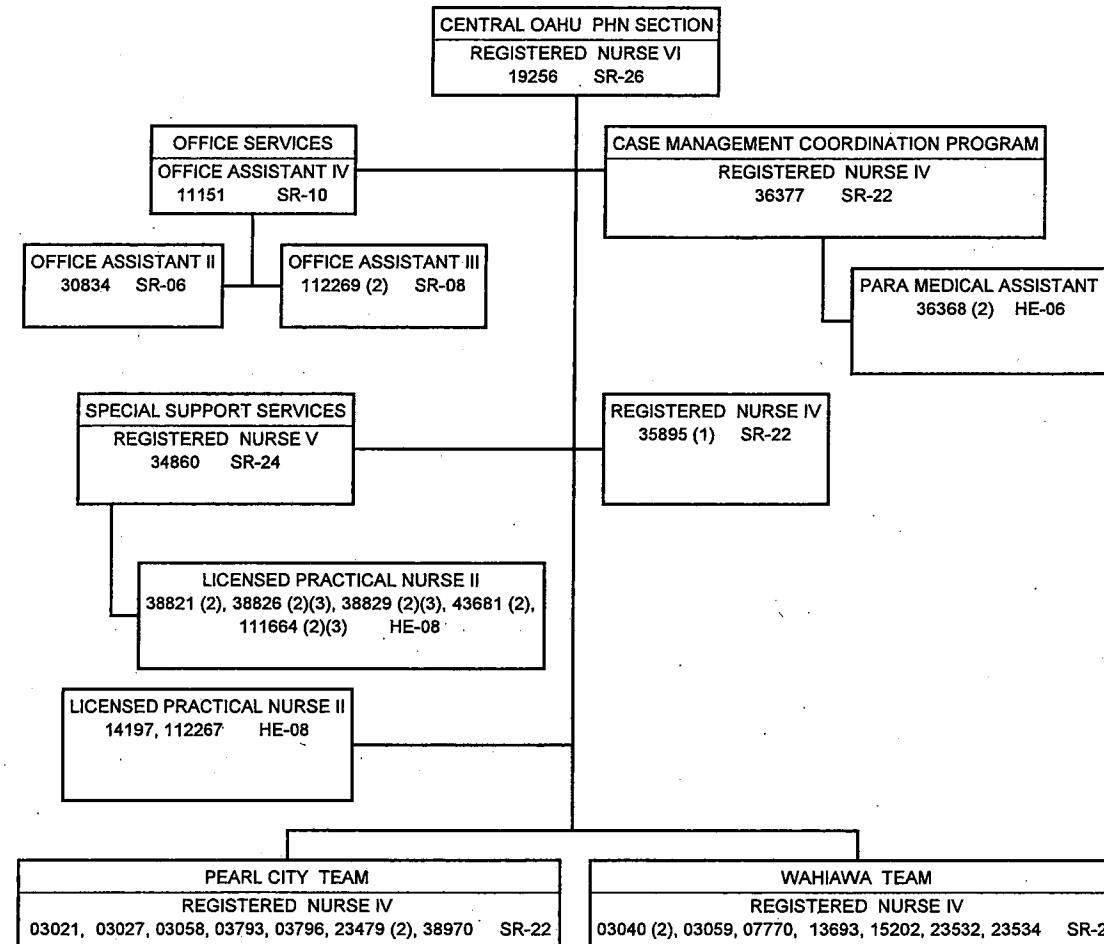 CENTRAL OAHU PHN SECTION
REGISTERED NURSE VI
19256 SR-26
OFFICE SERVICES
OFFICE ASSISTANT IV
11151 SR-10
CASE MANAGEMENT COORDINATION PROGRAM
REGISTERED NURSE IV
36377 SR-22
OFFICE ASSISTANT II
30834 SR-06
OFFICE ASSISTANT III
112269 (2) SR-08
PARA MEDICAL ASSISTANT
36368 (2) HE-06
SPECIAL SUPPORT SERVICES
REGISTERED NURSE V
34860 SR-24
REGISTERED NURSE IV
35895 (1) SR-22
LICENSED PRACTICAL NURSE II
38821 (2), 38826 (2)(3), 38829 (2)(3), 43681 (2),
111664 (2)(3) HE-08
LICENSED PRACTICAL NURSE II
14197, 112267 HE-08
PEARL CITY TEAM
REGISTERED NURSE IV
03021, 03027, 03058, 03793, 03796, 23479 (2), 38970 SR-22
WAHIAWA TEAM
REGISTERED NURSE IV
03040 (2), 03059, 07770, 13693, 15202, 23532, 23534